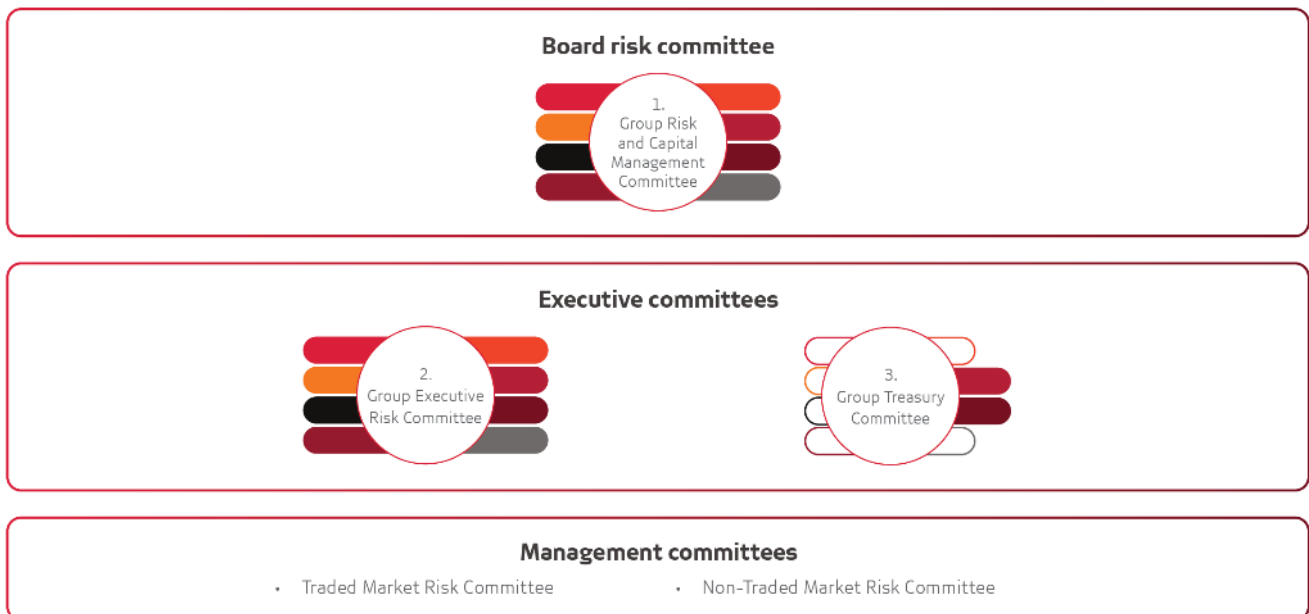 Board risk committee
1.
Group Risk
and Capital
Management
Committee
Executive committees
2.
Group Executive
Risk Committee
3.
Group Treasury
Committee
Management committees
• Traded Market Risk Committee
• Non-Traded Market Risk Committee